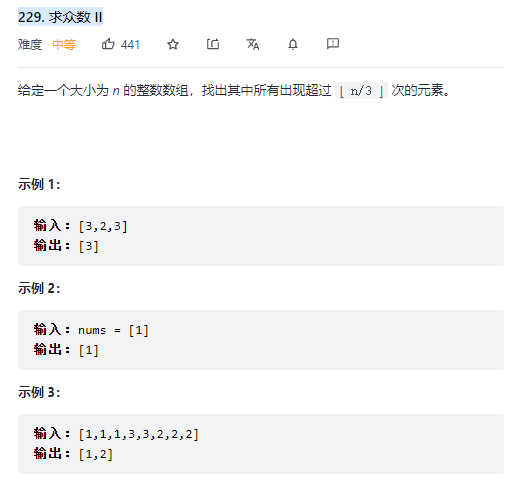 229. 求众数 II
难度 中等 441
给定一个大小为 n 的整数数组，找出其中所有出现超过 ⌊ n/3 ⌋ 次的元素。
示例 1：
输入：[3,2,3]
输出：[3]
示例 2：
输入：nums = [1]
输出：[1]
示例 3：
输入：[1,1,1,3,3,2,2,2]
输出：[1,2]